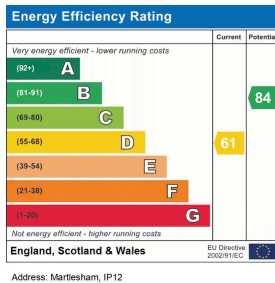 Energy Efficiency Rating
Current Potentia
Very energy efficient - lower running costs
(92+) A
(81-91) B 84
(69-80) C
(55-68) D 61
(39-54) E
(21-38) F
(1-20) G
Not energy efficient - higher running costs
England, Scotland & Wales EU Directive 2002/91/EC
Address: Martlesham, IP12